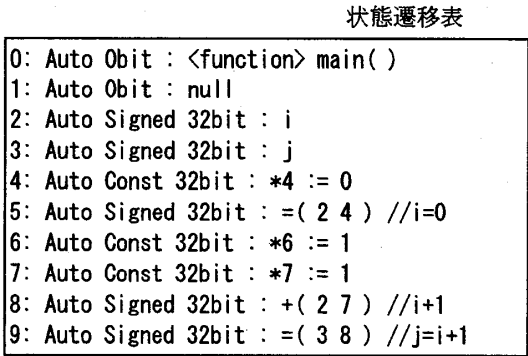 状態遷移表
0: Auto 0bit : <function> main( )
1: Auto 0bit : null
2: Auto Signed 32bit : i
3: Auto Signed 32bit : j
4: Auto Const 32bit : *4 := 0
5: Auto Signed 32bit : =( 2 4 ) //i=0
6: Auto Const 32bit : *6 := 1
7: Auto Const 32bit : *7 := 1
8: Auto Signed 32bit : +( 2 7 ) //i+1
9: Auto Signed 32bit : =( 3 8 ) //j=i+1